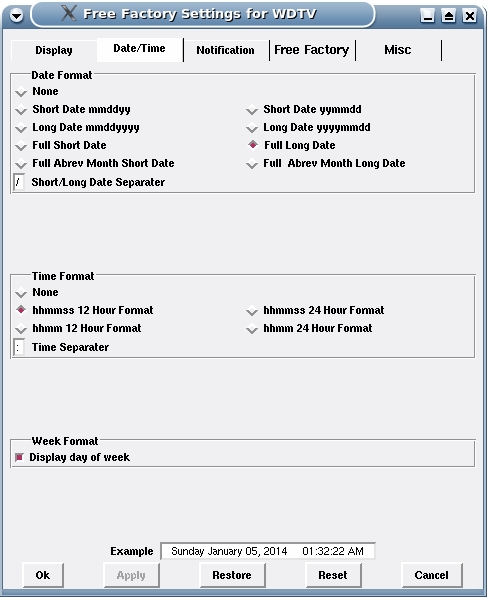 Free Factory Settings for WDTV
Display Date/Time Notification Free Factory Misc
Date Format
None
Short Date mmddyy Short Date yymmdd
Long Date mmddyyyy Long Date yyyymmdd
Full Short Date Full Long Date
Full Abrev Month Short Date Full Abrev Month Long Date
/ Short/Long Date Separater
Time Format
None
hhmmss 12 Hour Format hhmmss 24 Hour Format
hhmm 12 Hour Format hhmm 24 Hour Format
: Time Separater
Week Format
Display day of week
Example Sunday January 05, 2014 01:32:22 AM
Ok Apply Restore Reset Cancel